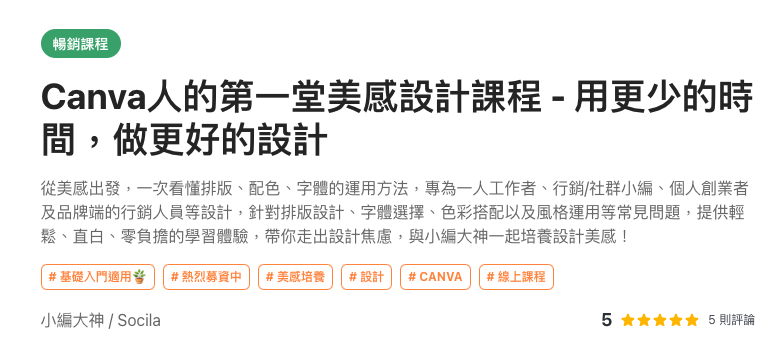 暢銷課程
Canva人的第一堂美感設計課程 - 用更少的時
間，做更好的設計
從美感出發，一次看懂排版、配色、字體的運用方法，專為一人工作者、行銷/社群小編、個人創業者
及品牌端的行銷人員等設計，針對排版設計、字體選擇、色彩搭配以及風格運用等常見問題，提供輕
鬆、直白、零負擔的學習體驗，帶你走出設計焦慮，與小編大神一起培養設計美感！
# 基礎入門適用🪴 # 熱烈募資中 # 美感培養 # 設計 # CANVA # 線上課程
小編大神 / Socila 5 ★★★★★ 5 則評論